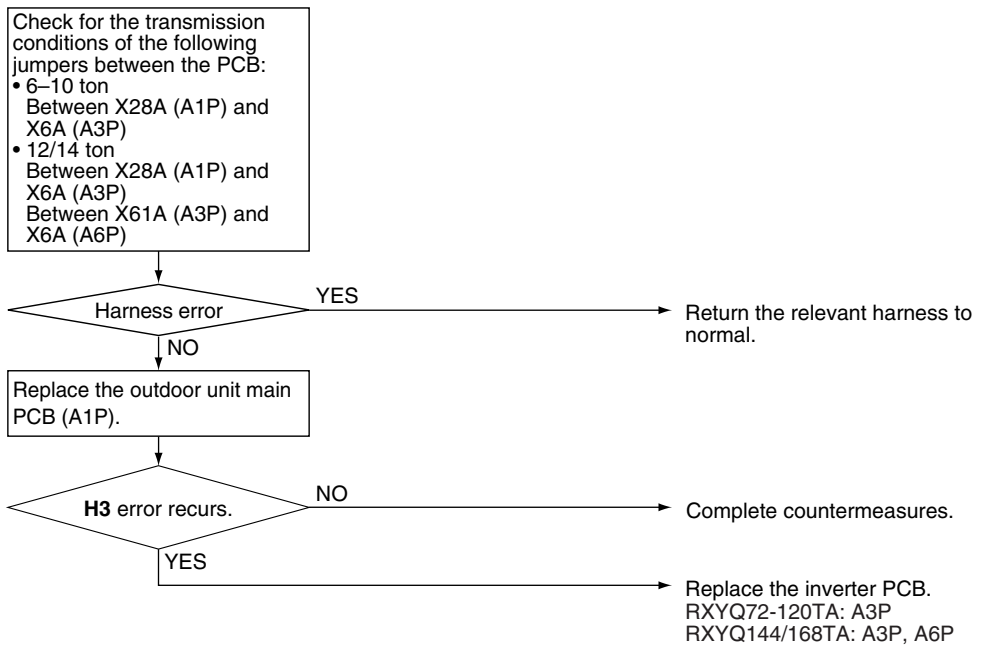 Check for the transmission
conditions of the following
jumpers between the PCB:
• 6–10 ton
Between X28A (A1P) and
X6A (A3P)
• 12/14 ton
Between X28A (A1P) and
X6A (A3P)
Between X61A (A3P) and
X6A (A6P)
Harness error
YES
Return the relevant harness to
normal.
NO
Replace the outdoor unit main
PCB (A1P).
H3 error recurs.
NO
Complete countermeasures.
YES
Replace the inverter PCB.
RXYQ72-120TA: A3P
RXYQ144/168TA: A3P, A6P